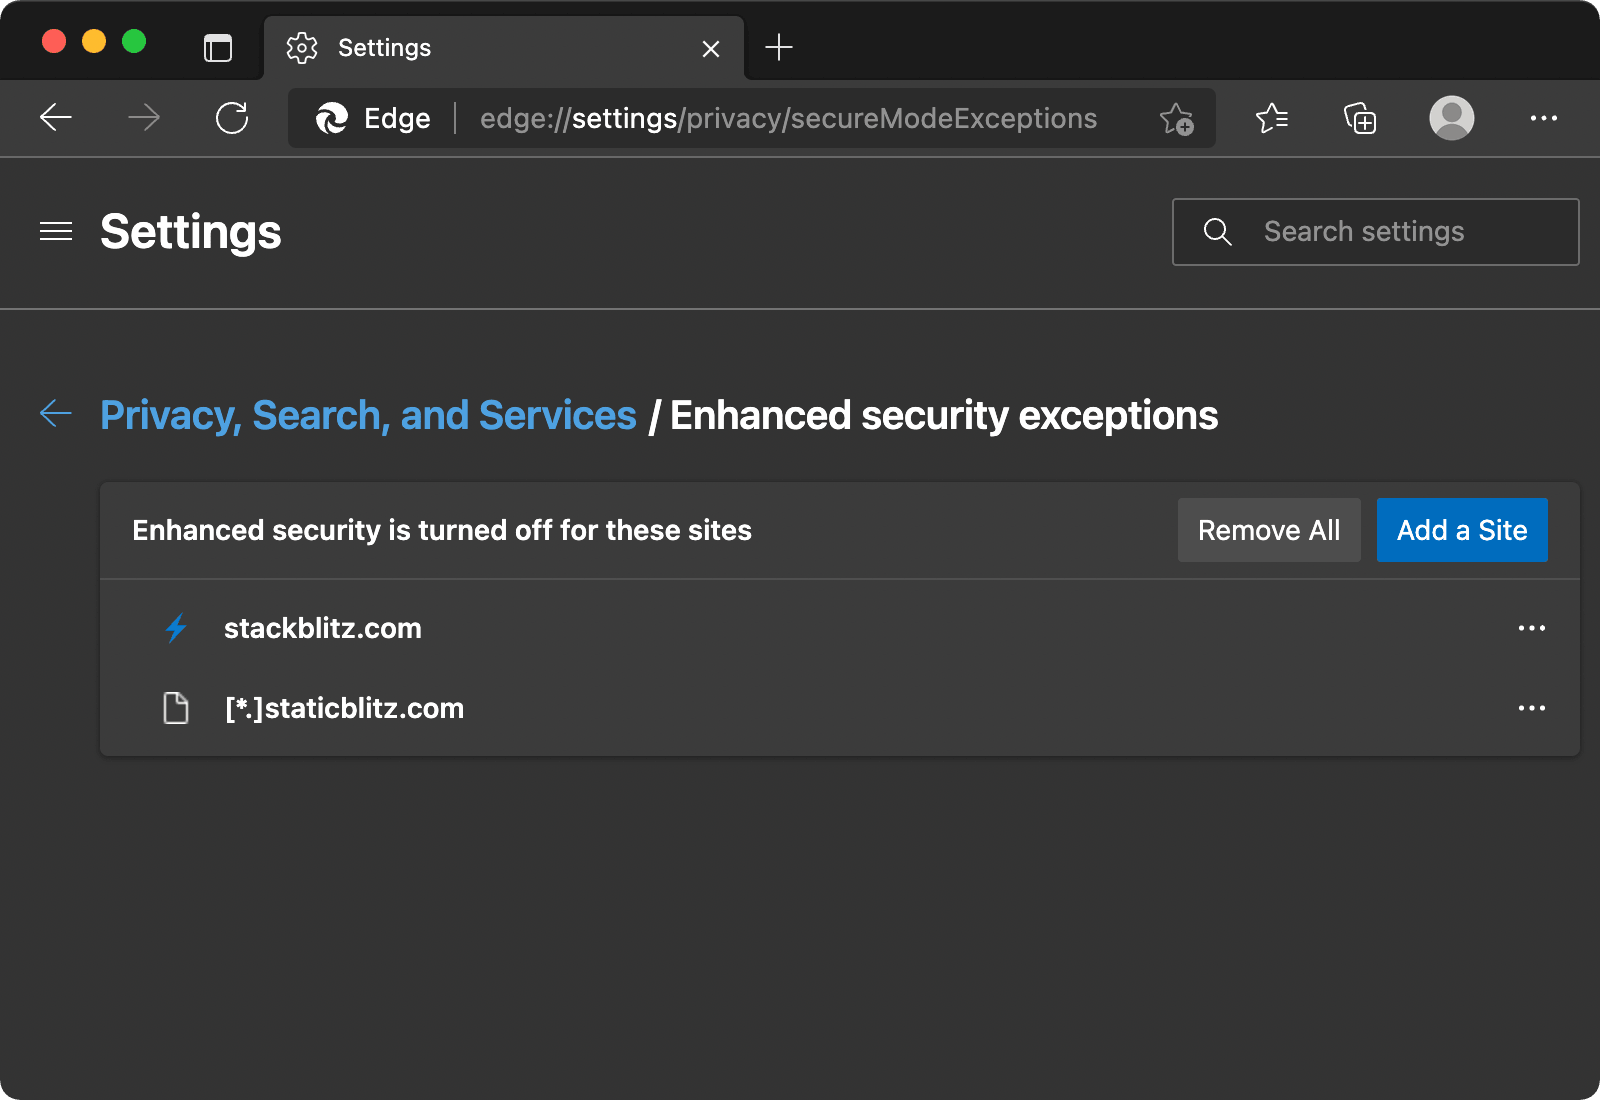 Settings
Edge edge://settings/privacy/secureModeExceptions
Settings
Search settings
Privacy, Search, and Services / Enhanced security exceptions
Enhanced security is turned off for these sites
Remove All
Add a Site
stackblitz.com
[*.]staticblitz.com